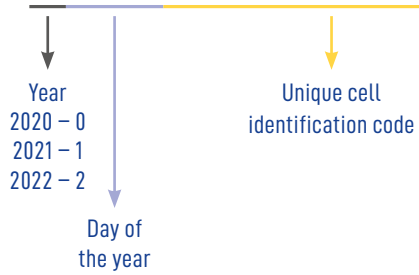 Year
2020 – 0
2021 – 1
2022 – 2
Unique cell
identification code
Day of
the year